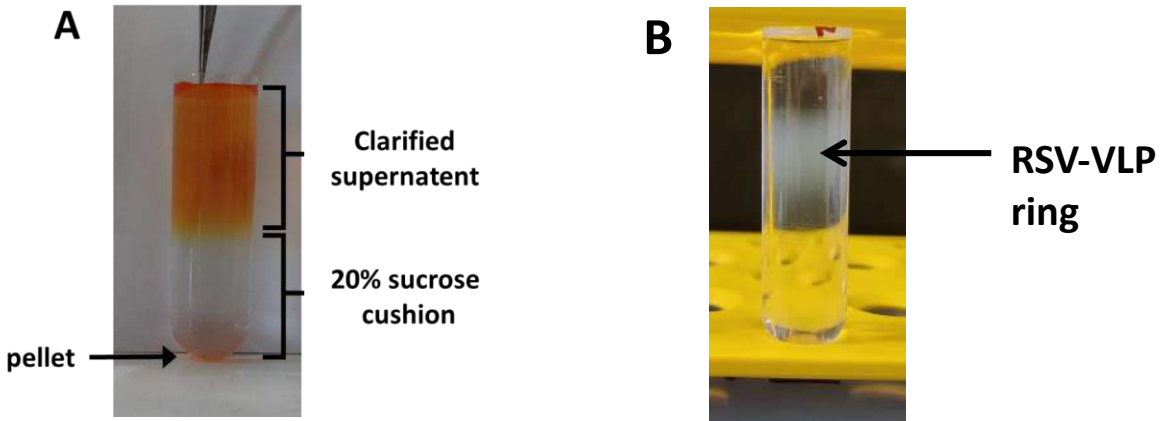 A
Clarified
supernatent
20% sucrose
cushion
pellet
B
RSV-VLP
ring